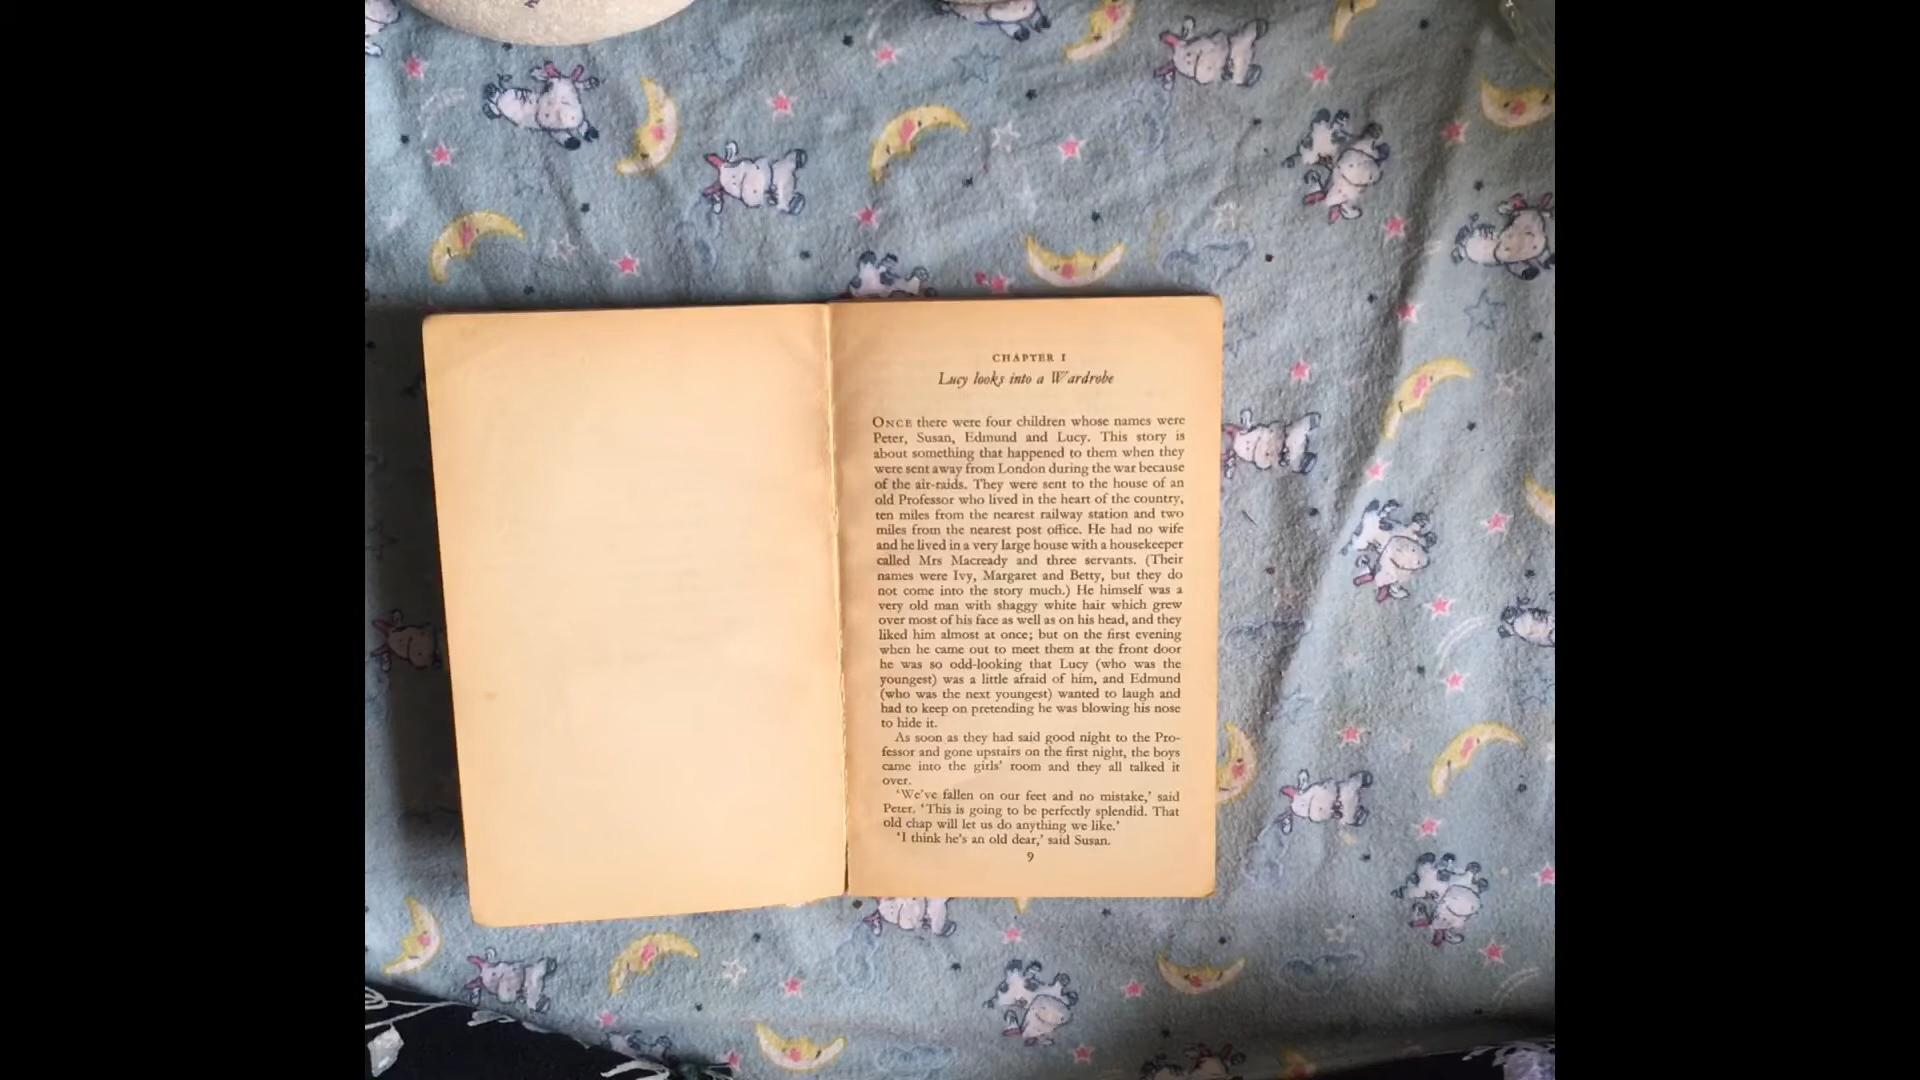 CHAPTER I
Lucy looks into a Wardrobe
ONCE there were four children whose names were
Peter, Susan, Edmund and Lucy. This story is
about something that happened to them when they
were sent away from London during the war because
of the air-raids. They were sent to the house of an
old Professor who lived in the heart of the country,
ten miles from the nearest railway station and two
miles from the nearest post office. He had no wife
and he lived in a very large house with a housekeeper
called Mrs Macready and three servants. (Their
names were Ivy, Margaret and Betty, but they do
not come into the story much.) He himself was a
very old man with shaggy white hair which grew
over most of his face as well as on his head, and they
liked him almost at once; but on the first evening
when he came out to meet them at the front door
he was so odd-looking that Lucy (who was the
youngest) was a little afraid of him, and Edmund
(who was the next youngest) wanted to laugh and
had to keep on pretending he was blowing his nose
to hide it.
As soon as they had said good night to the Pro-
fessor and gone upstairs on the first night, the boys
came into the girls' room and they all talked it
over.
'We've fallen on our feet and no mistake,' said
Peter. 'This is going to be perfectly splendid. That
old chap will let us do anything we like.'
'I think he's an old dear,' said Susan.
9